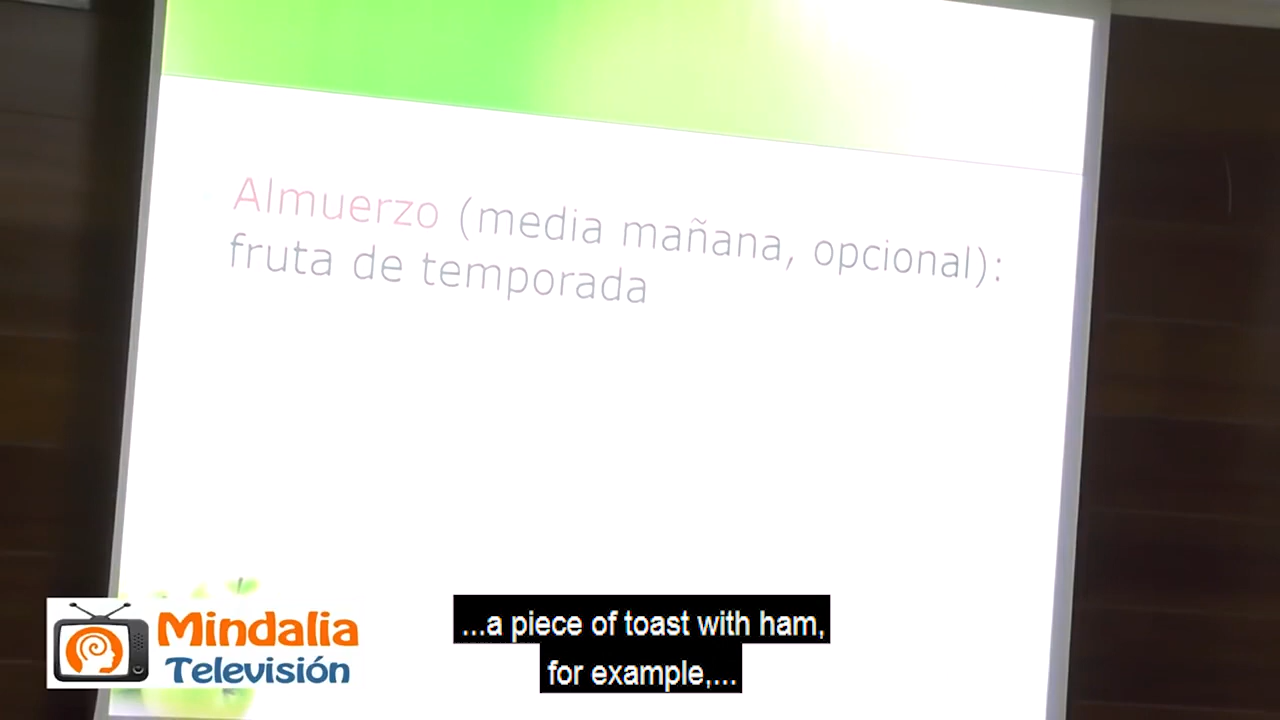 Almuerzo (media mañana, opcional):
fruta de temporada
Mindalia
Televisión
...a piece of toast with ham,
for example,...